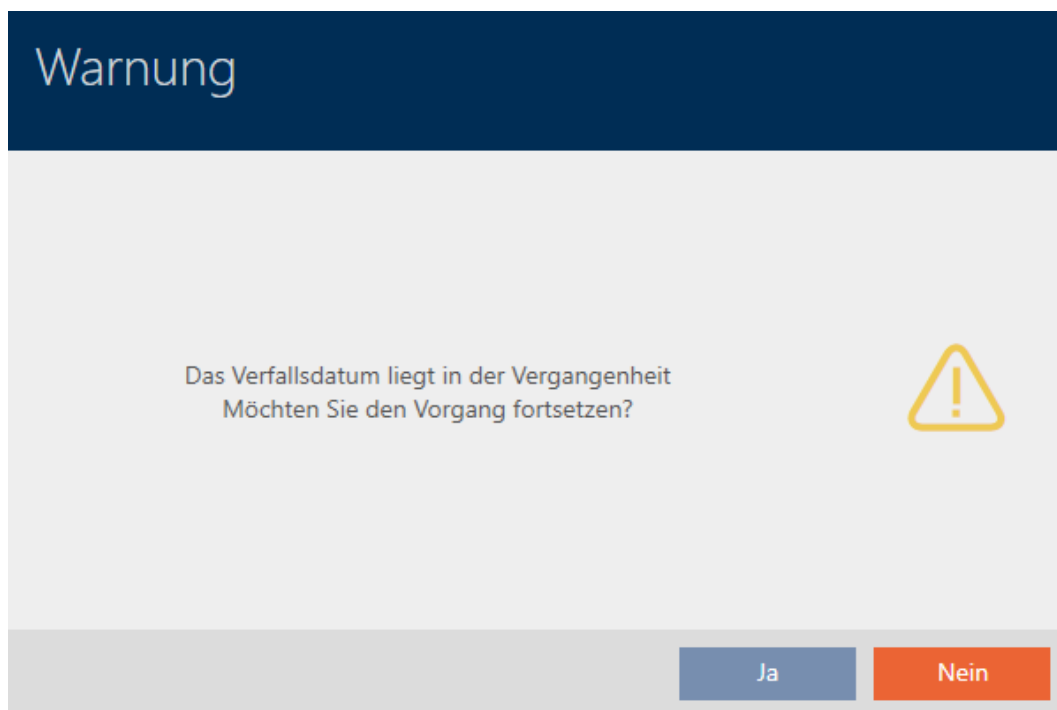 Warnung
Das Verfallsdatum liegt in der Vergangenheit
Möchten Sie den Vorgang fortsetzen?
Ja
Nein